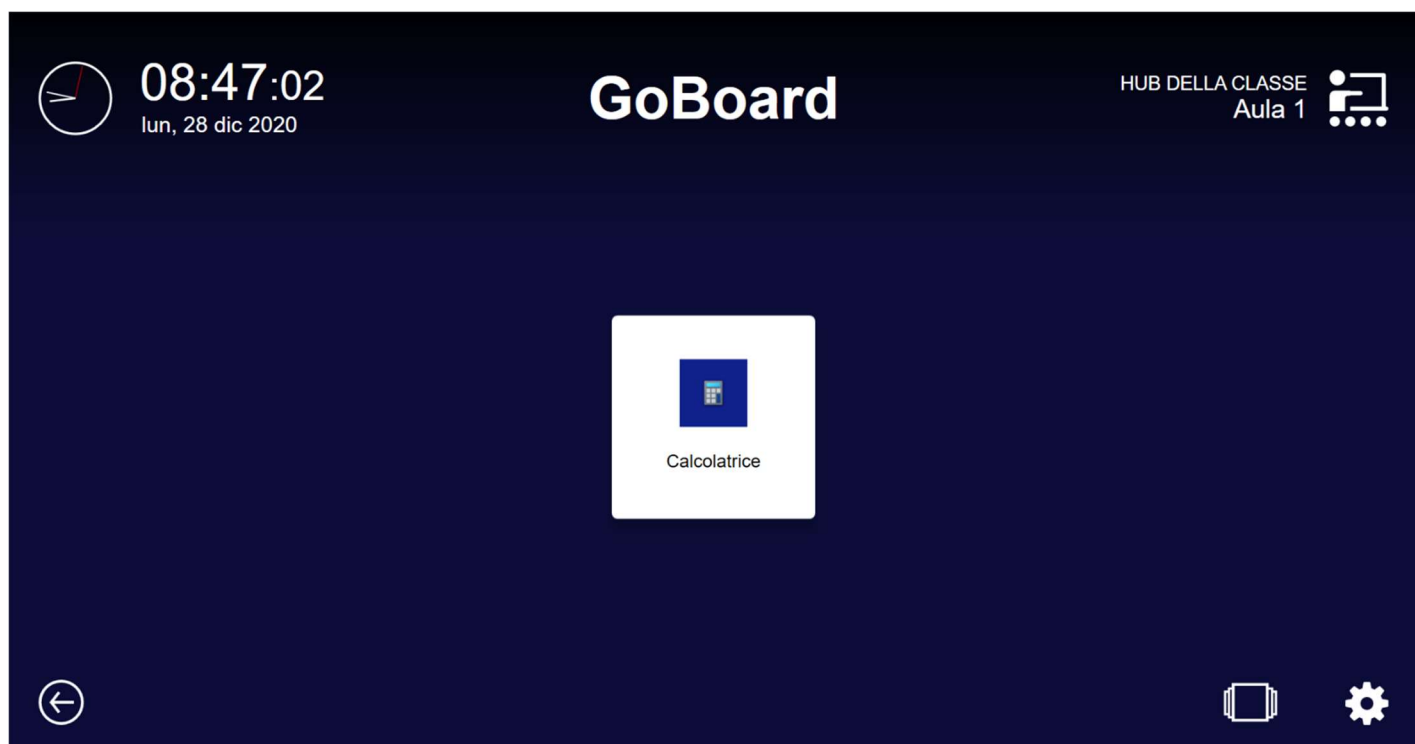 08:47:02
lun, 28 dic 2020
GoBoard
HUB DELLA CLASSE
Aula 1
Calcolatrice